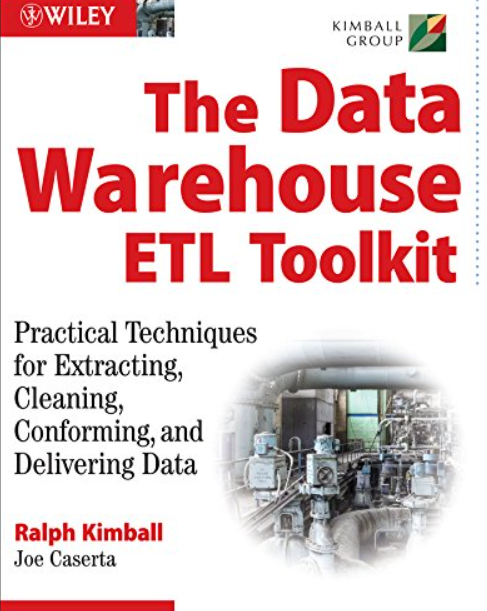 WILEY
KIMBALL
GROUP
The Data
Warehouse
ETL Toolkit
Practical Techniques
for Extracting,
Cleaning,
Conforming, and
Delivering Data
Ralph Kimball
Joe Caserta